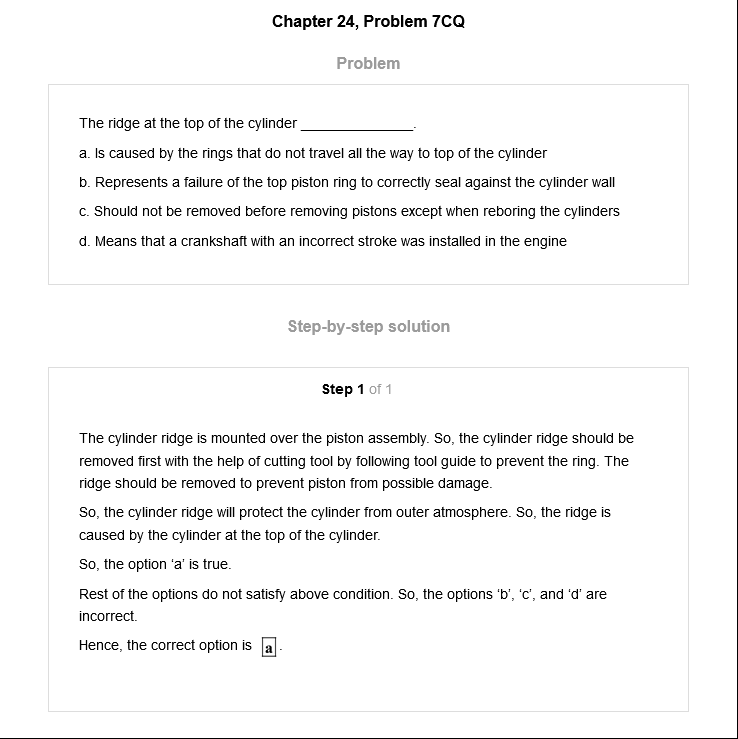 Chapter 24, Problem 7CQ
Problem
The ridge at the top of the cylinder _______________.
a. Is caused by the rings that do not travel all the way to top of the cylinder
b. Represents a failure of the top piston ring to correctly seal against the cylinder wall
c. Should not be removed before removing pistons except when reboring the cylinders
d. Means that a crankshaft with an incorrect stroke was installed in the engine
Step-by-step solution
Step 1 of 1
The cylinder ridge is mounted over the piston assembly. So, the cylinder ridge should be
removed first with the help of cutting tool by following tool guide to prevent the ring. The
ridge should be removed to prevent piston from possible damage.
So, the cylinder ridge will protect the cylinder from outer atmosphere. So, the ridge is
caused by the cylinder at the top of the cylinder.
So, the option ‘a’ is true.
Rest of the options do not satisfy above condition. So, the options ‘b’, ‘c’, and ‘d’ are
incorrect.
Hence, the correct option is a.